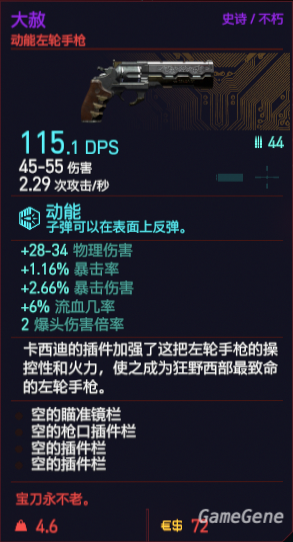 大赦
史诗 / 不朽
动能左轮手枪
115.1 DPS
44
45-55 伤害
2.29 次攻击/秒
动能
子弹可以在表面上反弹。
+28-34 物理伤害
+1.16% 暴击率
+2.66% 暴击伤害
+6% 流血几率
2 爆头伤害倍率
卡西迪的插件加强了这把左轮手枪的操
控性和火力，使之成为狂野西部最致命
的左轮手枪。
空的瞄准镜栏
空的枪口插件栏
空的插件栏
空的插件栏
宝刀永不老。
4.6
€$ 72
GameGene